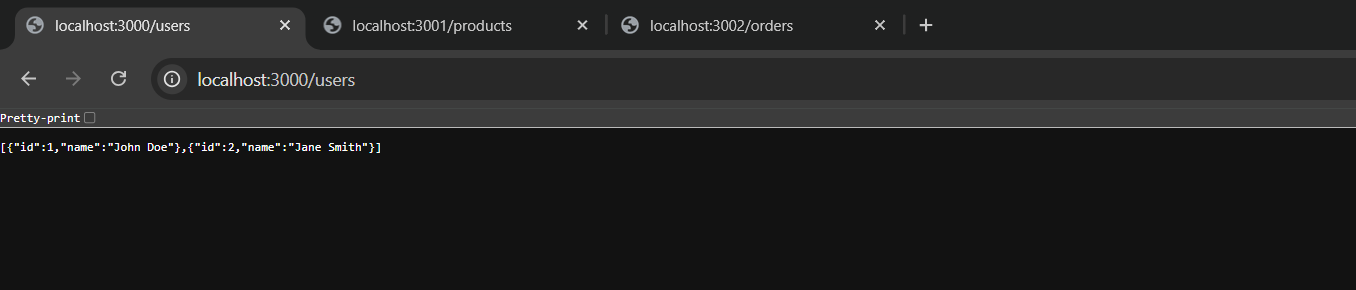 localhost:3000/users
localhost:3001/products
localhost:3002/orders
localhost:3000/users
Pretty-print
[{"id":1,"name":"John Doe"},{"id":2,"name":"Jane Smith"}]